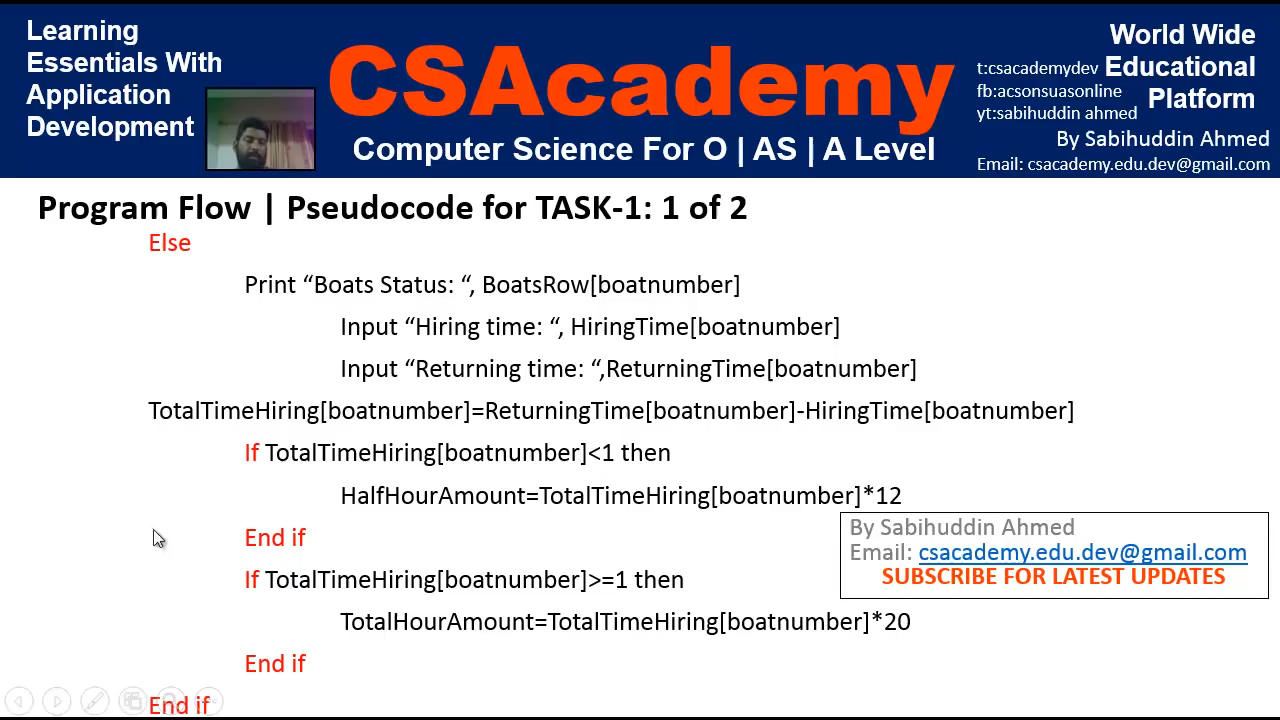 Learning
Essentials With
Application
Development
CSAcademy
Computer Science For O | AS | A Level
World Wide
t:csacademydev Educational
fb:acsonsuasonline
Platform
yt:sabihuddin ahmed
By Sabihuddin Ahmed
Email: csacademy.edu.dev@gmail.com
Program Flow | Pseudocode for TASK-1: 1 of 2
Else
Print “Boats Status: “, BoatsRow[boatnumber]
Input “Hiring time: “, HiringTime[boatnumber]
Input “Returning time: “,ReturningTime[boatnumber]
TotalTimeHiring[boatnumber]=ReturningTime[boatnumber]-HiringTime[boatnumber]
If TotalTimeHiring[boatnumber]<1 then
HalfHourAmount=TotalTimeHiring[boatnumber]*12
End if
If TotalTimeHiring[boatnumber]>=1 then
TotalHourAmount=TotalTimeHiring[boatnumber]*20
End if
End if
By Sabihuddin Ahmed
Email: csacademy.edu.dev@gmail.com
SUBSCRIBE FOR LATEST UPDATES